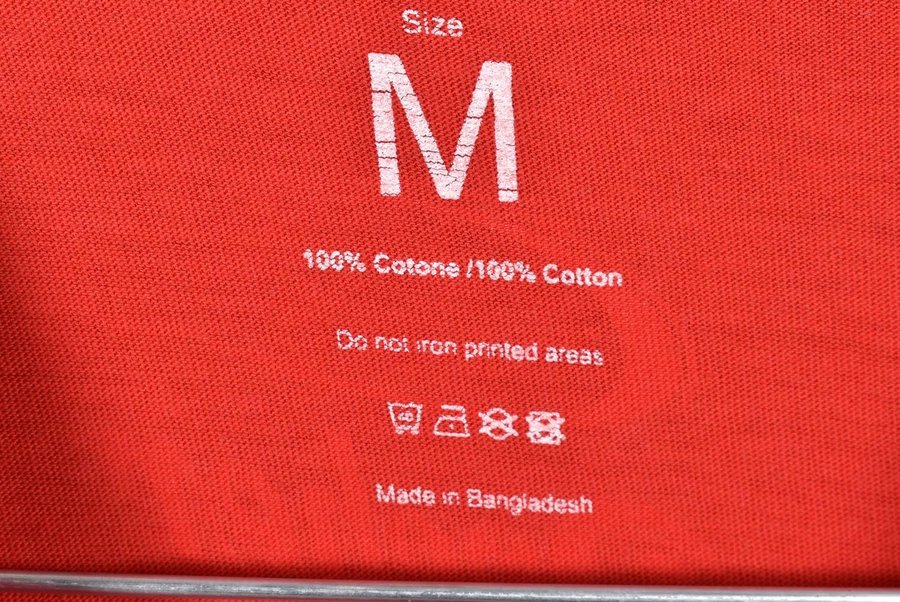 Size
M
100% Cotone /100% Cotton
Do not iron printed areas
Made in Bangladesh